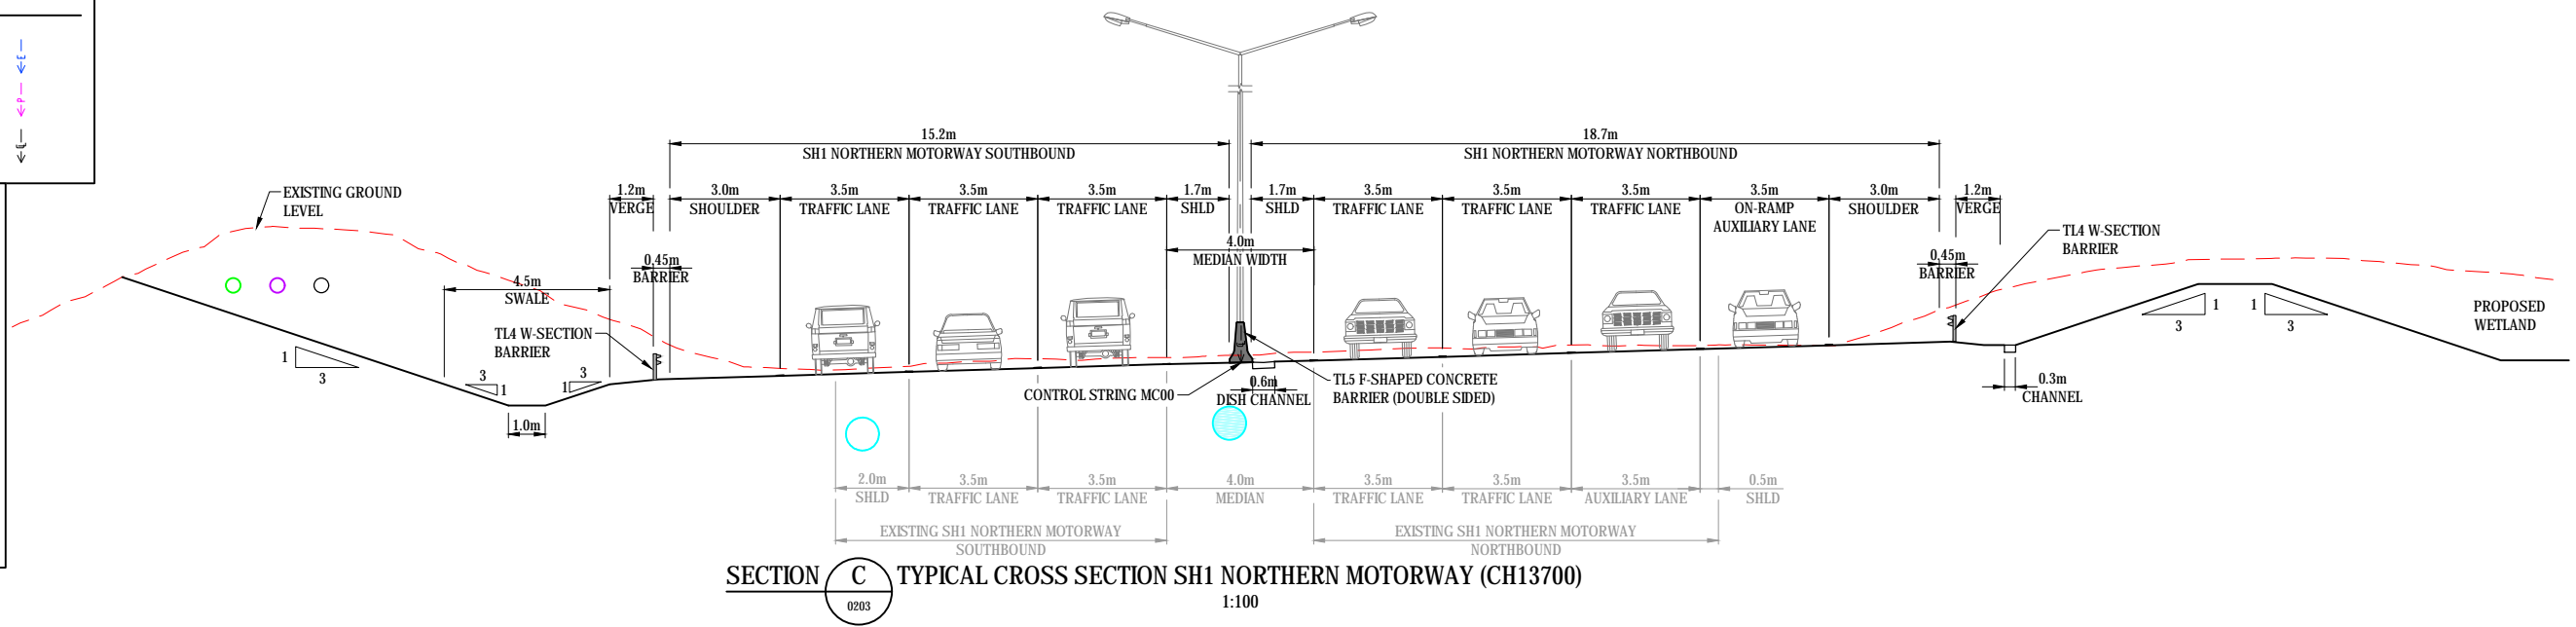 E
P
15.2m
SH1 NORTHERN MOTORWAY SOUTHBOUND
18.7m
SH1 NORTHERN MOTORWAY NORTHBOUND
EXISTING GROUND
LEVEL
1.2m
VERGE
3.0m
SHOULDER
3.5m
TRAFFIC LANE
3.5m
TRAFFIC LANE
3.5m
TRAFFIC LANE
1.7m
SHLD
1.7m
SHLD
3.5m
TRAFFIC LANE
3.5m
TRAFFIC LANE
3.5m
TRAFFIC LANE
3.5m
ON-RAMP
AUXILIARY LANE
3.0m
SHOULDER
1.2m
VERGE
TL4 W-SECTION
BARRIER
4.0m
MEDIAN WIDTH
0.45m
BARRIER
0.45m
BARRIER
4.5m
SWALE
TL4 W-SECTION
BARRIER
1
3
3
1
3
1
1.0m
CONTROL STRING MC00
0.6m
DISH CHANNEL
TL5 F-SHAPED CONCRETE
BARRIER (DOUBLE SIDED)
0.3m
CHANNEL
1
3
1
3
PROPOSED
WETLAND
2.0m
SHLD
3.5m
TRAFFIC LANE
3.5m
TRAFFIC LANE
4.0m
MEDIAN
3.5m
TRAFFIC LANE
3.5m
TRAFFIC LANE
3.5m
AUXILIARY LANE
0.5m
SHLD
EXISTING SH1 NORTHERN MOTORWAY
SOUTHBOUND
EXISTING SH1 NORTHERN MOTORWAY
NORTHBOUND
SECTION C TYPICAL CROSS SECTION SH1 NORTHERN MOTORWAY (CH13700)
0203
1:100